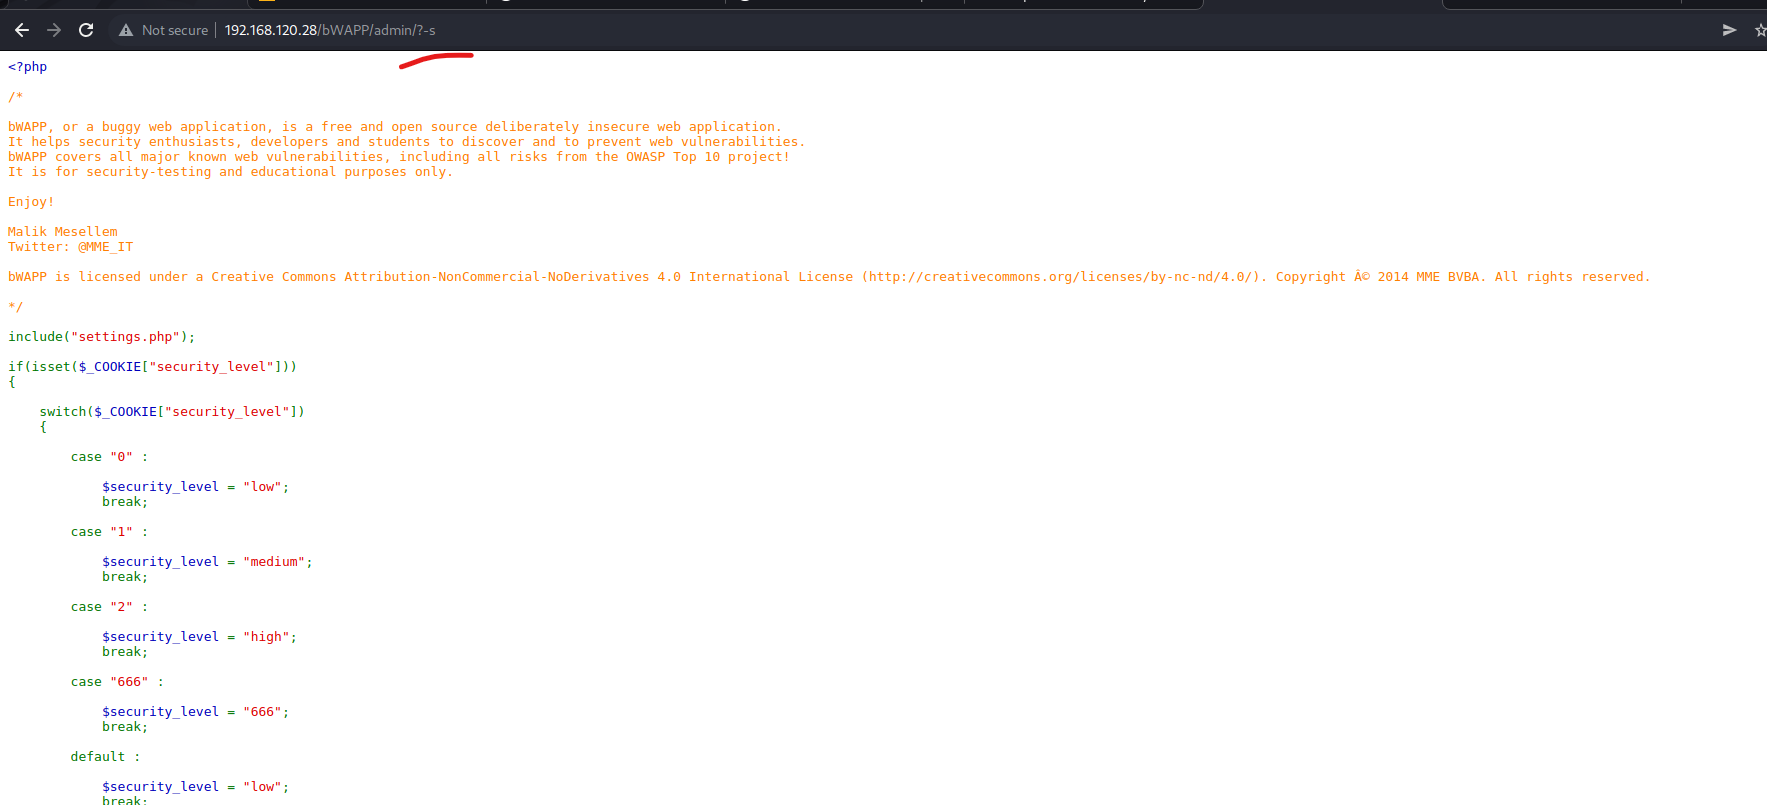 Not secure 192.168.120.28/bWAPP/admin/?-s
<?php
/*
bWAPP, or a buggy web application, is a free and open source deliberately insecure web application.
It helps security enthusiasts, developers and students to discover and to prevent web vulnerabilities.
bWAPP covers all major known web vulnerabilities, including all risks from the OWASP Top 10 project!
It is for security-testing and educational purposes only.
Enjoy!
Malik Mesellem
Twitter: @MME_IT
bWAPP is licensed under a Creative Commons Attribution-NonCommercial-NoDerivatives 4.0 International License (http://creativecommons.org/licenses/by-nc-nd/4.0/). Copyright Â© 2014 MME BVBA. All rights reserved.
*/
include("settings.php");
if(isset($_COOKIE["security_level"]))
{
    switch($_COOKIE["security_level"])
    {
        case "0" :
            $security_level = "low";
            break;
        case "1" :
            $security_level = "medium";
            break;
        case "2" :
            $security_level = "high";
            break;
        case "666" :
            $security_level = "666";
            break;
        default :
            $security_level = "low";
            break;